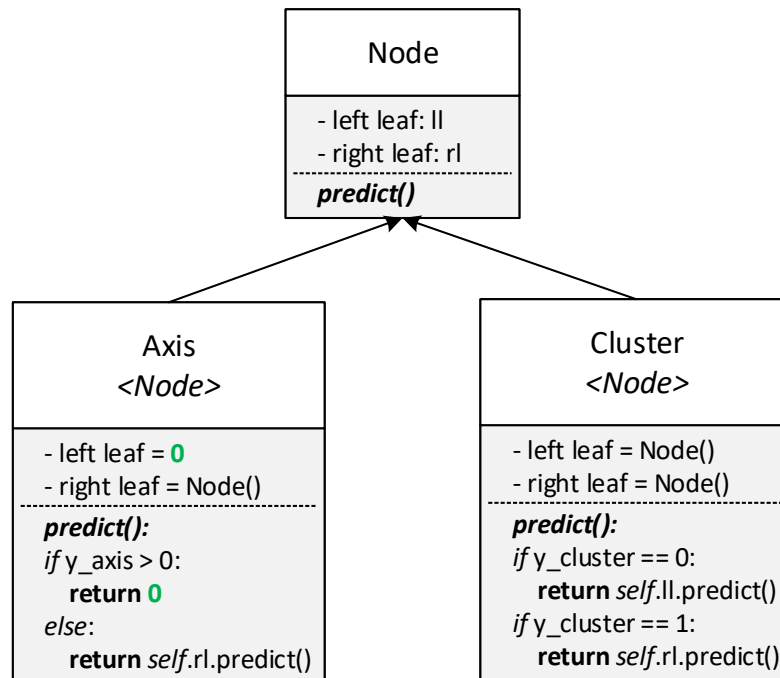 Node
- left leaf: ll
- right leaf: rl
predict()
Axis
<Node>
- left leaf = 0
- right leaf = Node()
predict():
if y_axis > 0:
return 0
else:
return self.rl.predict()
Cluster
<Node>
- left leaf = Node()
- right leaf = Node()
predict():
if y_cluster == 0:
return self.ll.predict()
if y_cluster == 1:
return self.rl.predict()